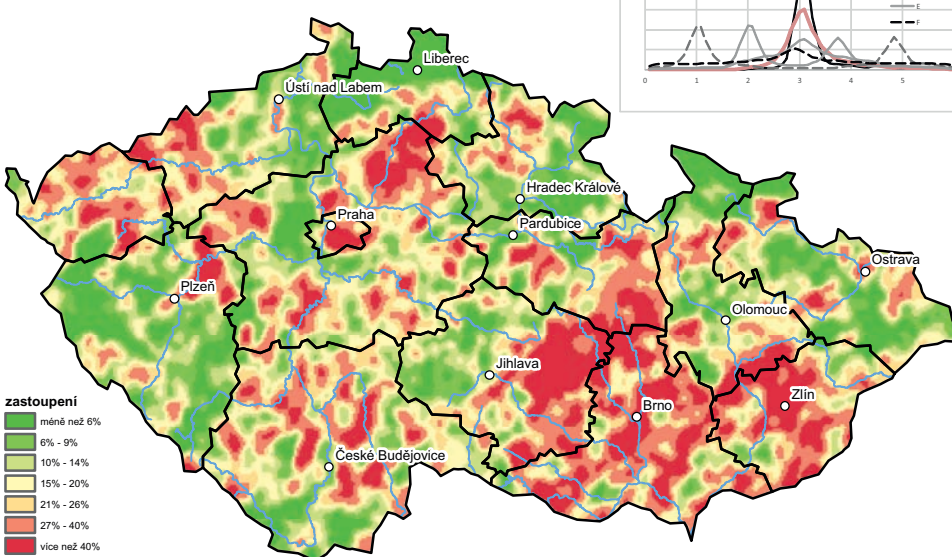 E
F
0 1 2 3 4 5
Liberec
Ústí nad Labem
Hradec Králové
Praha
Pardubice
Ostrava
Plzeň
Olomouc
Jihlava
Zlín
Brno
České Budějovice
zastoupení
méně než 6%
6% - 9%
10% - 14%
15% - 20%
21% - 26%
27% - 40%
vice než 40%